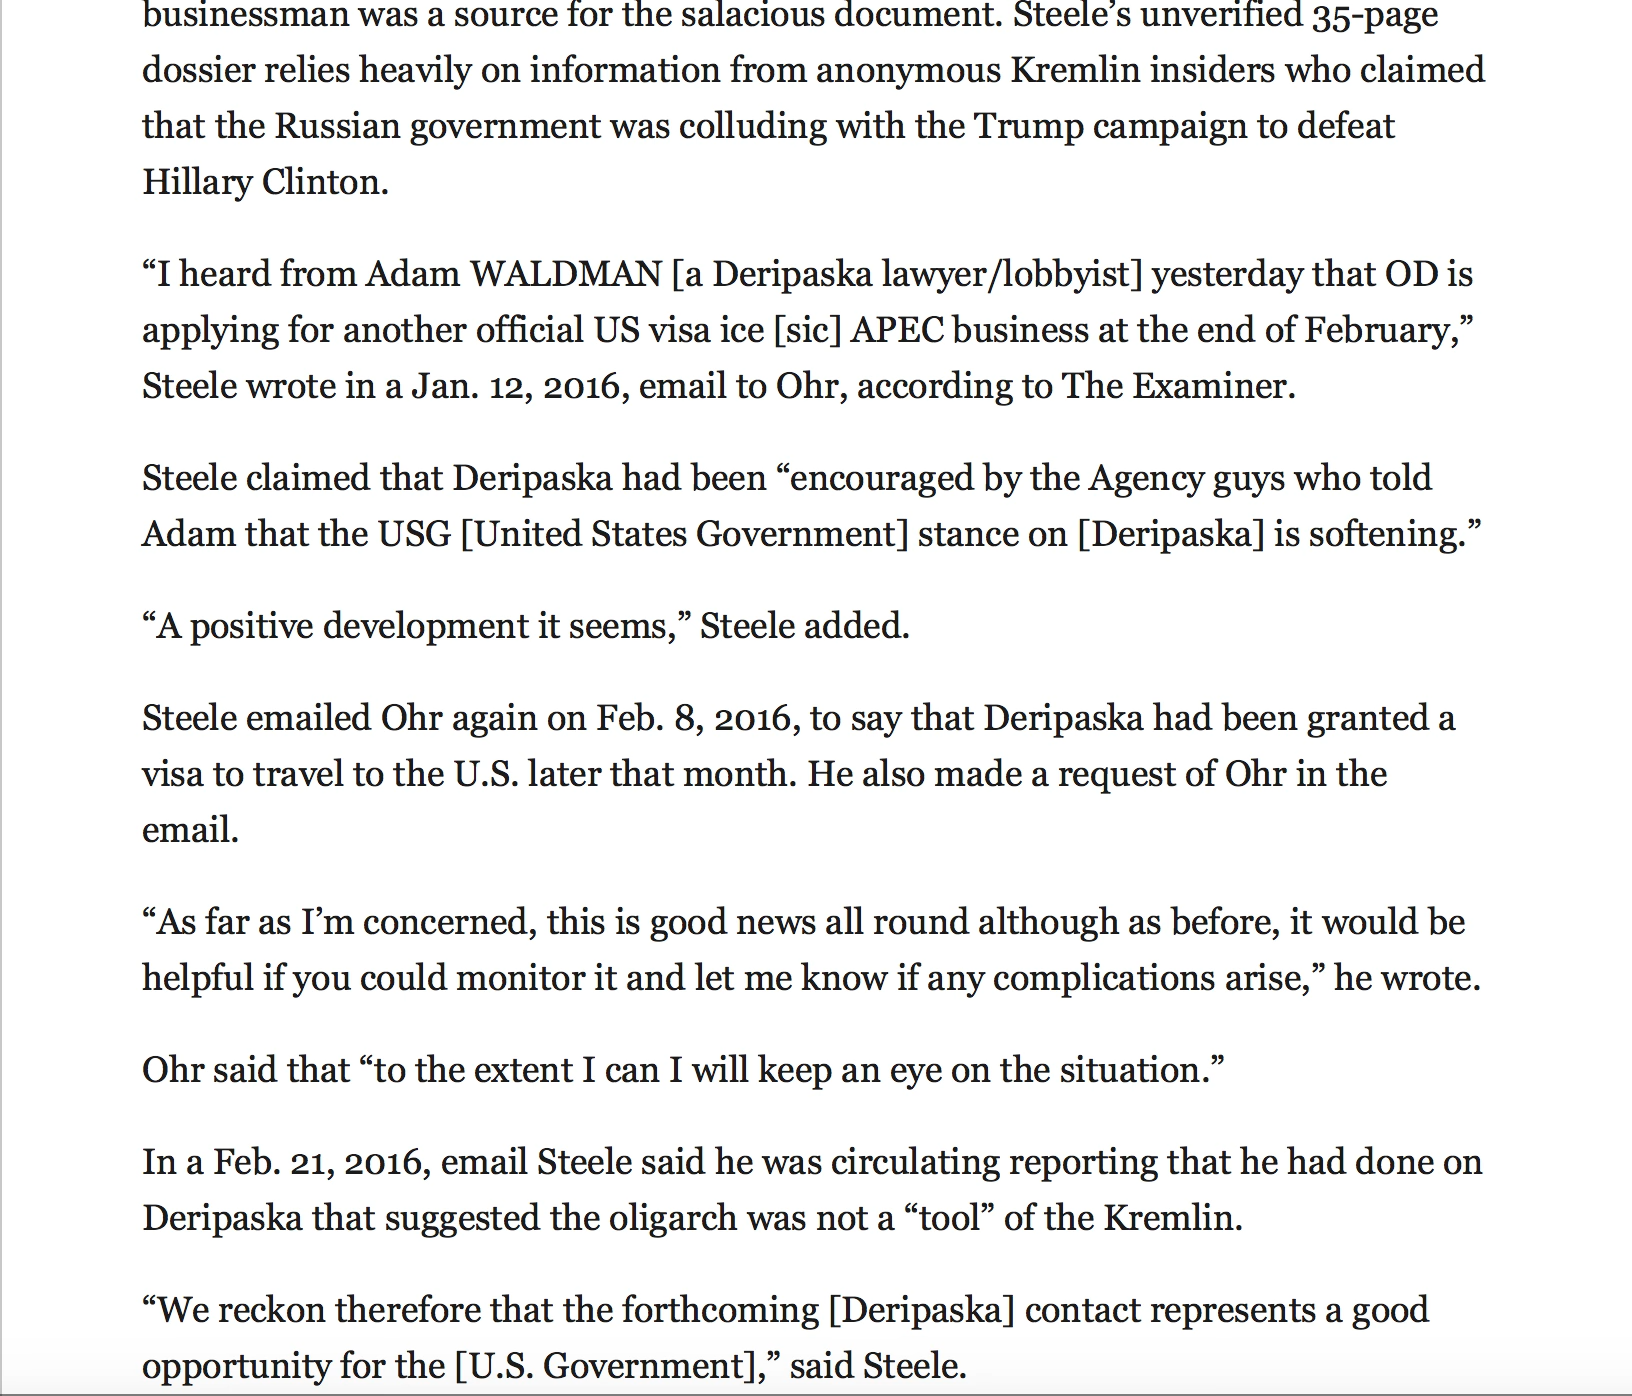 businessman was a source for the salacious document. Steele’s unverified 35-page
dossier relies heavily on information from anonymous Kremlin insiders who claimed
that the Russian government was colluding with the Trump campaign to defeat
Hillary Clinton.
“I heard from Adam WALDMAN [a Deripaska lawyer/lobbyist] yesterday that OD is
applying for another official US visa ice [sic] APEC business at the end of February,”
Steele wrote in a Jan. 12, 2016, email to Ohr, according to The Examiner.
Steele claimed that Deripaska had been “encouraged by the Agency guys who told
Adam that the USG [United States Government] stance on [Deripaska] is softening.”
“A positive development it seems,” Steele added.
Steele emailed Ohr again on Feb. 8, 2016, to say that Deripaska had been granted a
visa to travel to the U.S. later that month. He also made a request of Ohr in the
email.
“As far as I’m concerned, this is good news all round although as before, it would be
helpful if you could monitor it and let me know if any complications arise,” he wrote.
Ohr said that “to the extent I can I will keep an eye on the situation.”
In a Feb. 21, 2016, email Steele said he was circulating reporting that he had done on
Deripaska that suggested the oligarch was not a “tool” of the Kremlin.
“We reckon therefore that the forthcoming [Deripaska] contact represents a good
opportunity for the [U.S. Government],” said Steele.